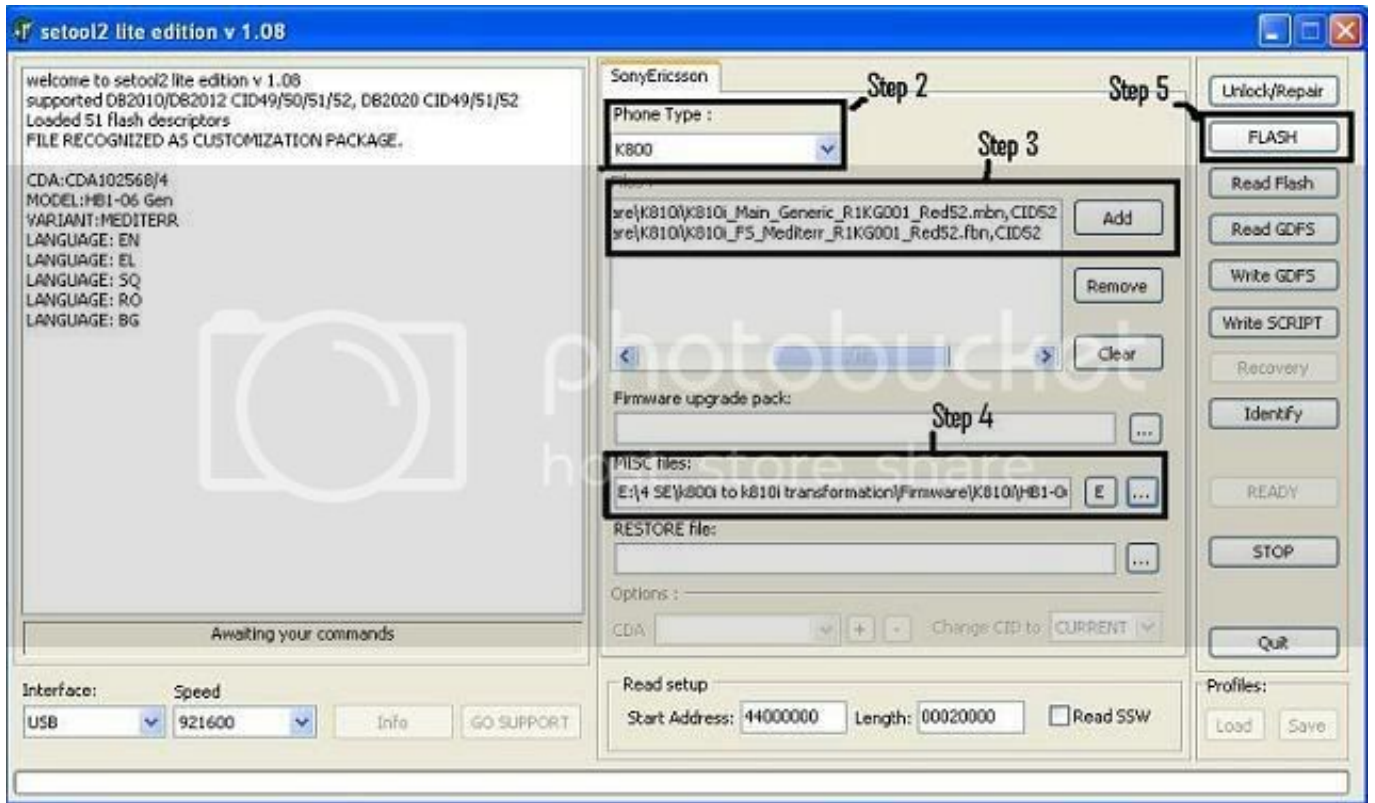 setool2 lite edition v 1.08
welcome to setool2 lite edition v 1.08
supported DB2010/DB2012 CID49/50/51/52, DB2020 CID49/51/52
Loaded 51 flash descriptors
FILE RECOGNIZED AS CUSTOMIZATION PACKAGE.
CDA:CDA102568/4
MODEL:HB1-06 Gen
VARIANT:MEDITERR
LANGUAGE: EN
LANGUAGE: EL
LANGUAGE: SQ
LANGUAGE: RO
LANGUAGE: BG
Awaiting your commands
Interface:
Speed
USB
921600
Info
GO SUPPORT
SonyEricsson
Step 2
Phone Type :
K800
Step 3
are\K810i\K810i_Main_Generic_R1KG001_Red52.mbn,CID52
are\K810i\K810i_FS_Mediterr_R1KG001_Red52.fbn,CID52
Add
Remove
Clear
Firmware upgrade pack:
...
Step 4
MISC files:
E:\4 SE\k800i to k810i transformation\Firmware\K810i\HB1-0
E
...
RESTORE file:
...
Options :
CDA
+
-
Change CID to
CURRENT
Read setup
Start Address:
44000000
Length:
00020000
Read SSW
Step 5
Unlock/Repair
FLASH
Read Flash
Read GDFS
Write GDFS
Write SCRIPT
Recovery
Identify
READY
STOP
Quit
Profiles:
Load
Save
photobucket
host. store. share